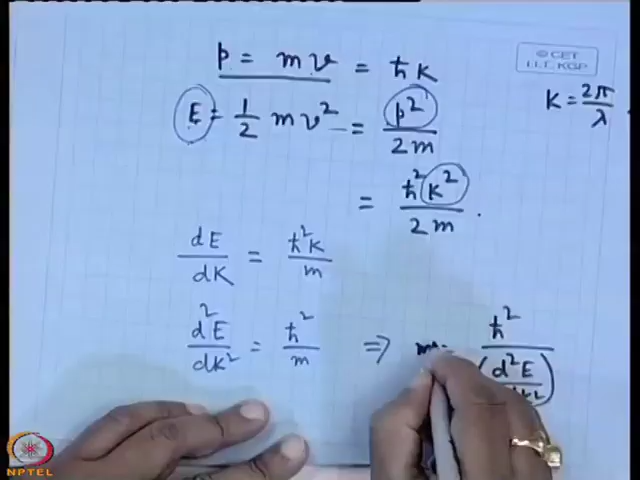 p = mv = ħK
© CET
I.I.T. KGP
K = 2π/λ
E = 1/2 mv² = p²/2m
= ħ²k²/2m.
dE/dK = ħ²k/m
d²E/dK² = ħ²/m ⇒ m = ħ²/(d²E/dk²)
NPTEL